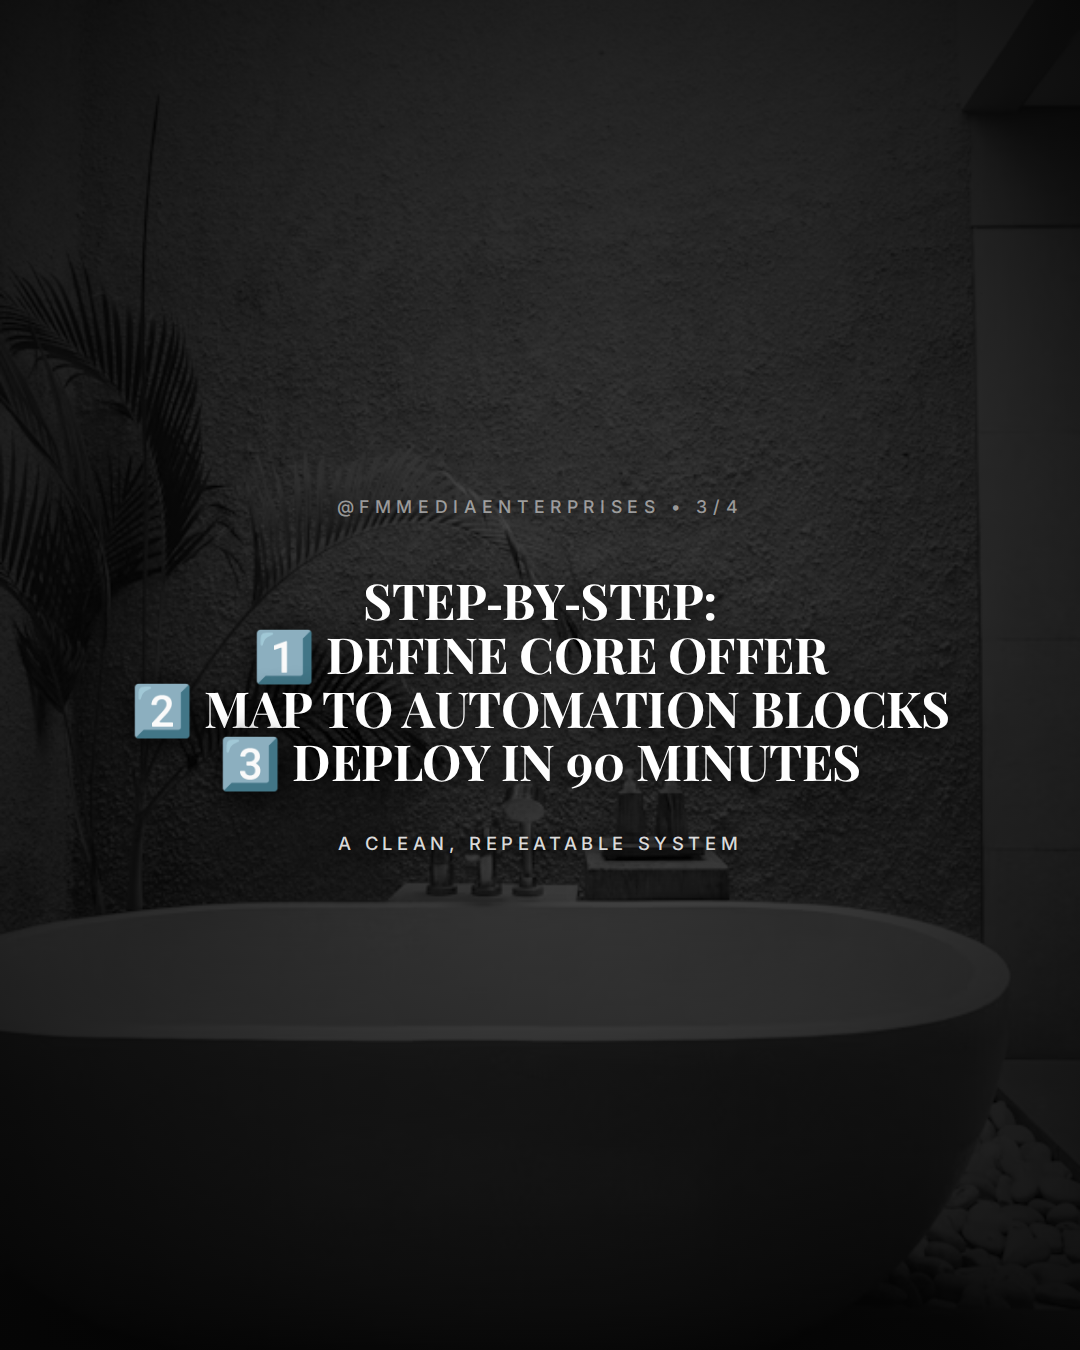 @FMMEDIAENTERPRISES • 3/4
STEP-BY-STEP:
1️⃣ DEFINE CORE OFFER
2️⃣ MAP TO AUTOMATION BLOCKS
3️⃣ DEPLOY IN 90 MINUTES
A CLEAN, REPEATABLE SYSTEM